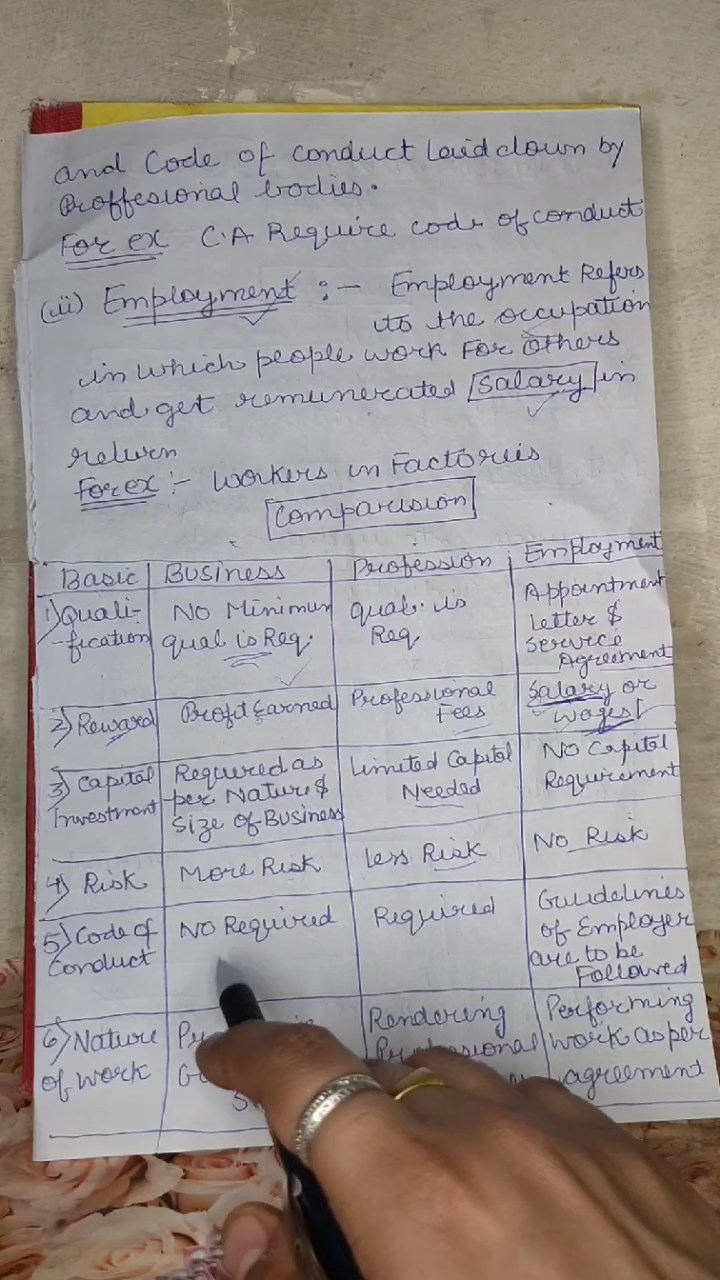 and Code of conduct laid down by
Proffesional bodies.
For ex C.A Require code of conduct
(iii) Employment :- Employment Refers
to the occupation
in which people work For others
and get remunerated Salary in
return
For ex :- workers in Factories
Comparision
Basic Business Profession Employment
1) Quali-
-fication
No Minimum
qual is Req.
qual. is
Req
Appointment
letter &
Service
Agreement
2) Reward
Profit Earned
Professional
Fees
Salary or
wages
3) Capital
Investment
Required as
per Nature &
Size of Business
Limited Capital
Needed
No Capital
Requirement
4) Risk
More Risk
less Risk
No Risk
5) Code of
Conduct
No Required
Required
Guidelines
of Employer
are to be
Followed
6) Nature
of work
Rendering
Professional
Performing
work as per
agreement